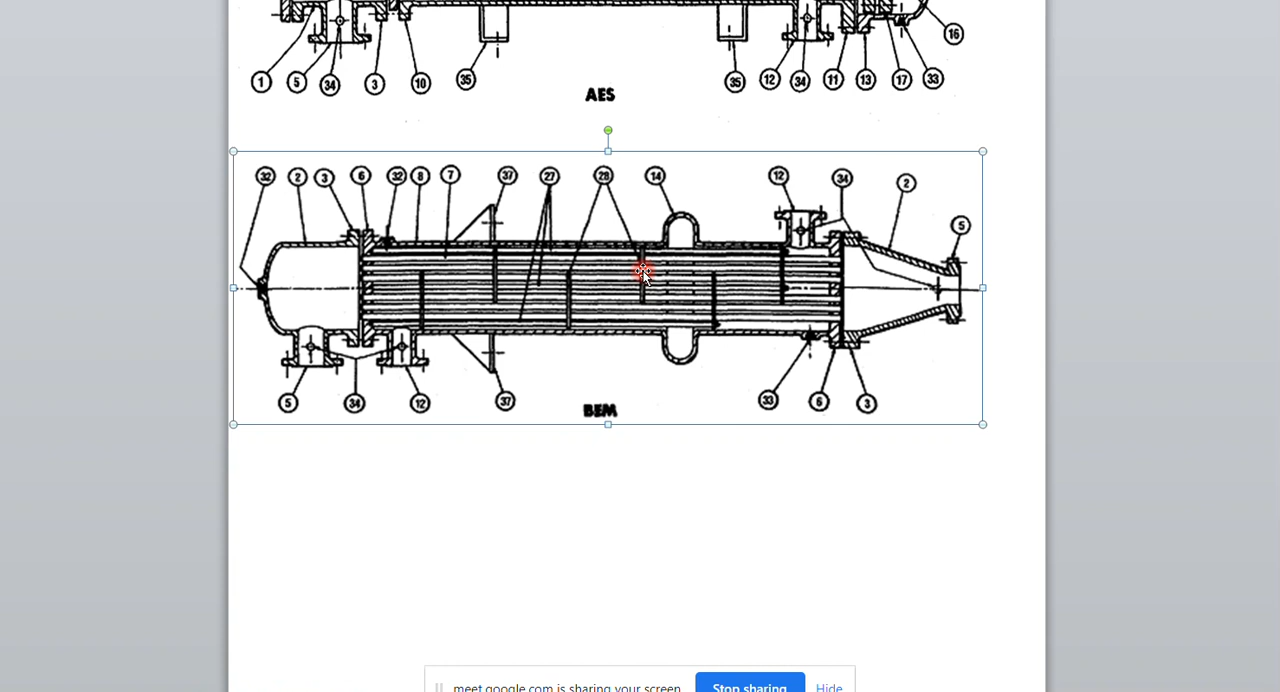 16
1 5 34 3 10 35 35 12 34 11 13 17 33
AES
32 2 3 6 32 8 7 37 27 28 14 12 34 2
5
5 34 12 37 33 6 3
BEM
meet.google.com is sharing your screen. Stop sharing Hide